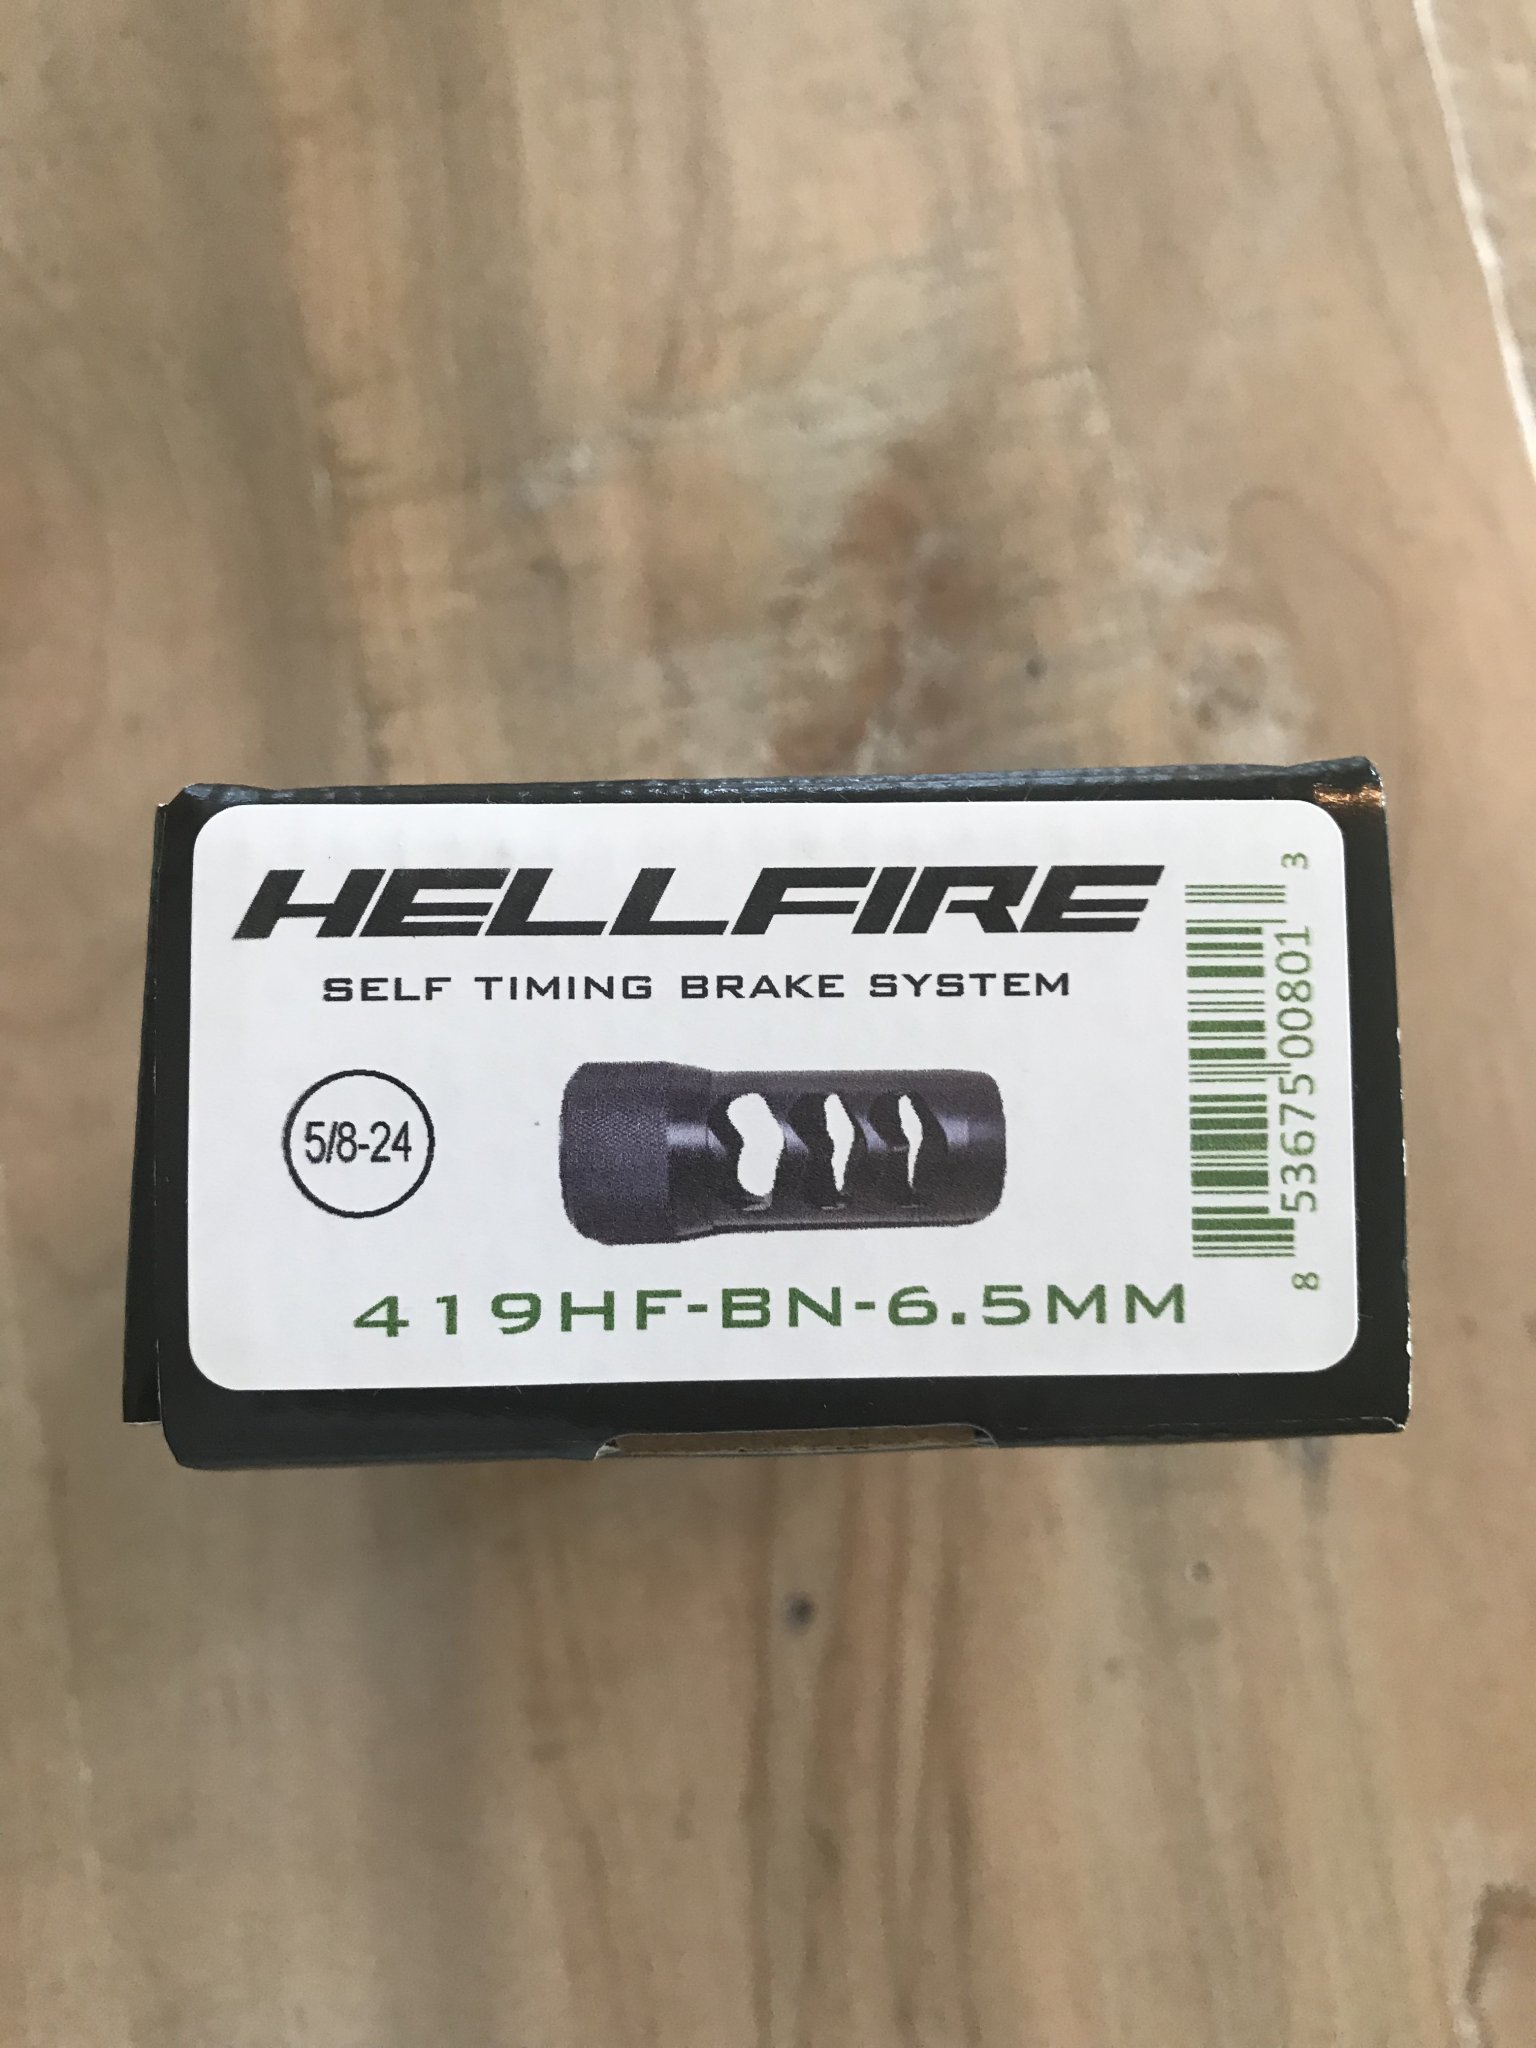 HELLFIRE
SELF TIMING BRAKE SYSTEM
5/8-24
419HF-BN-6.5MM
8 53675 00801 3